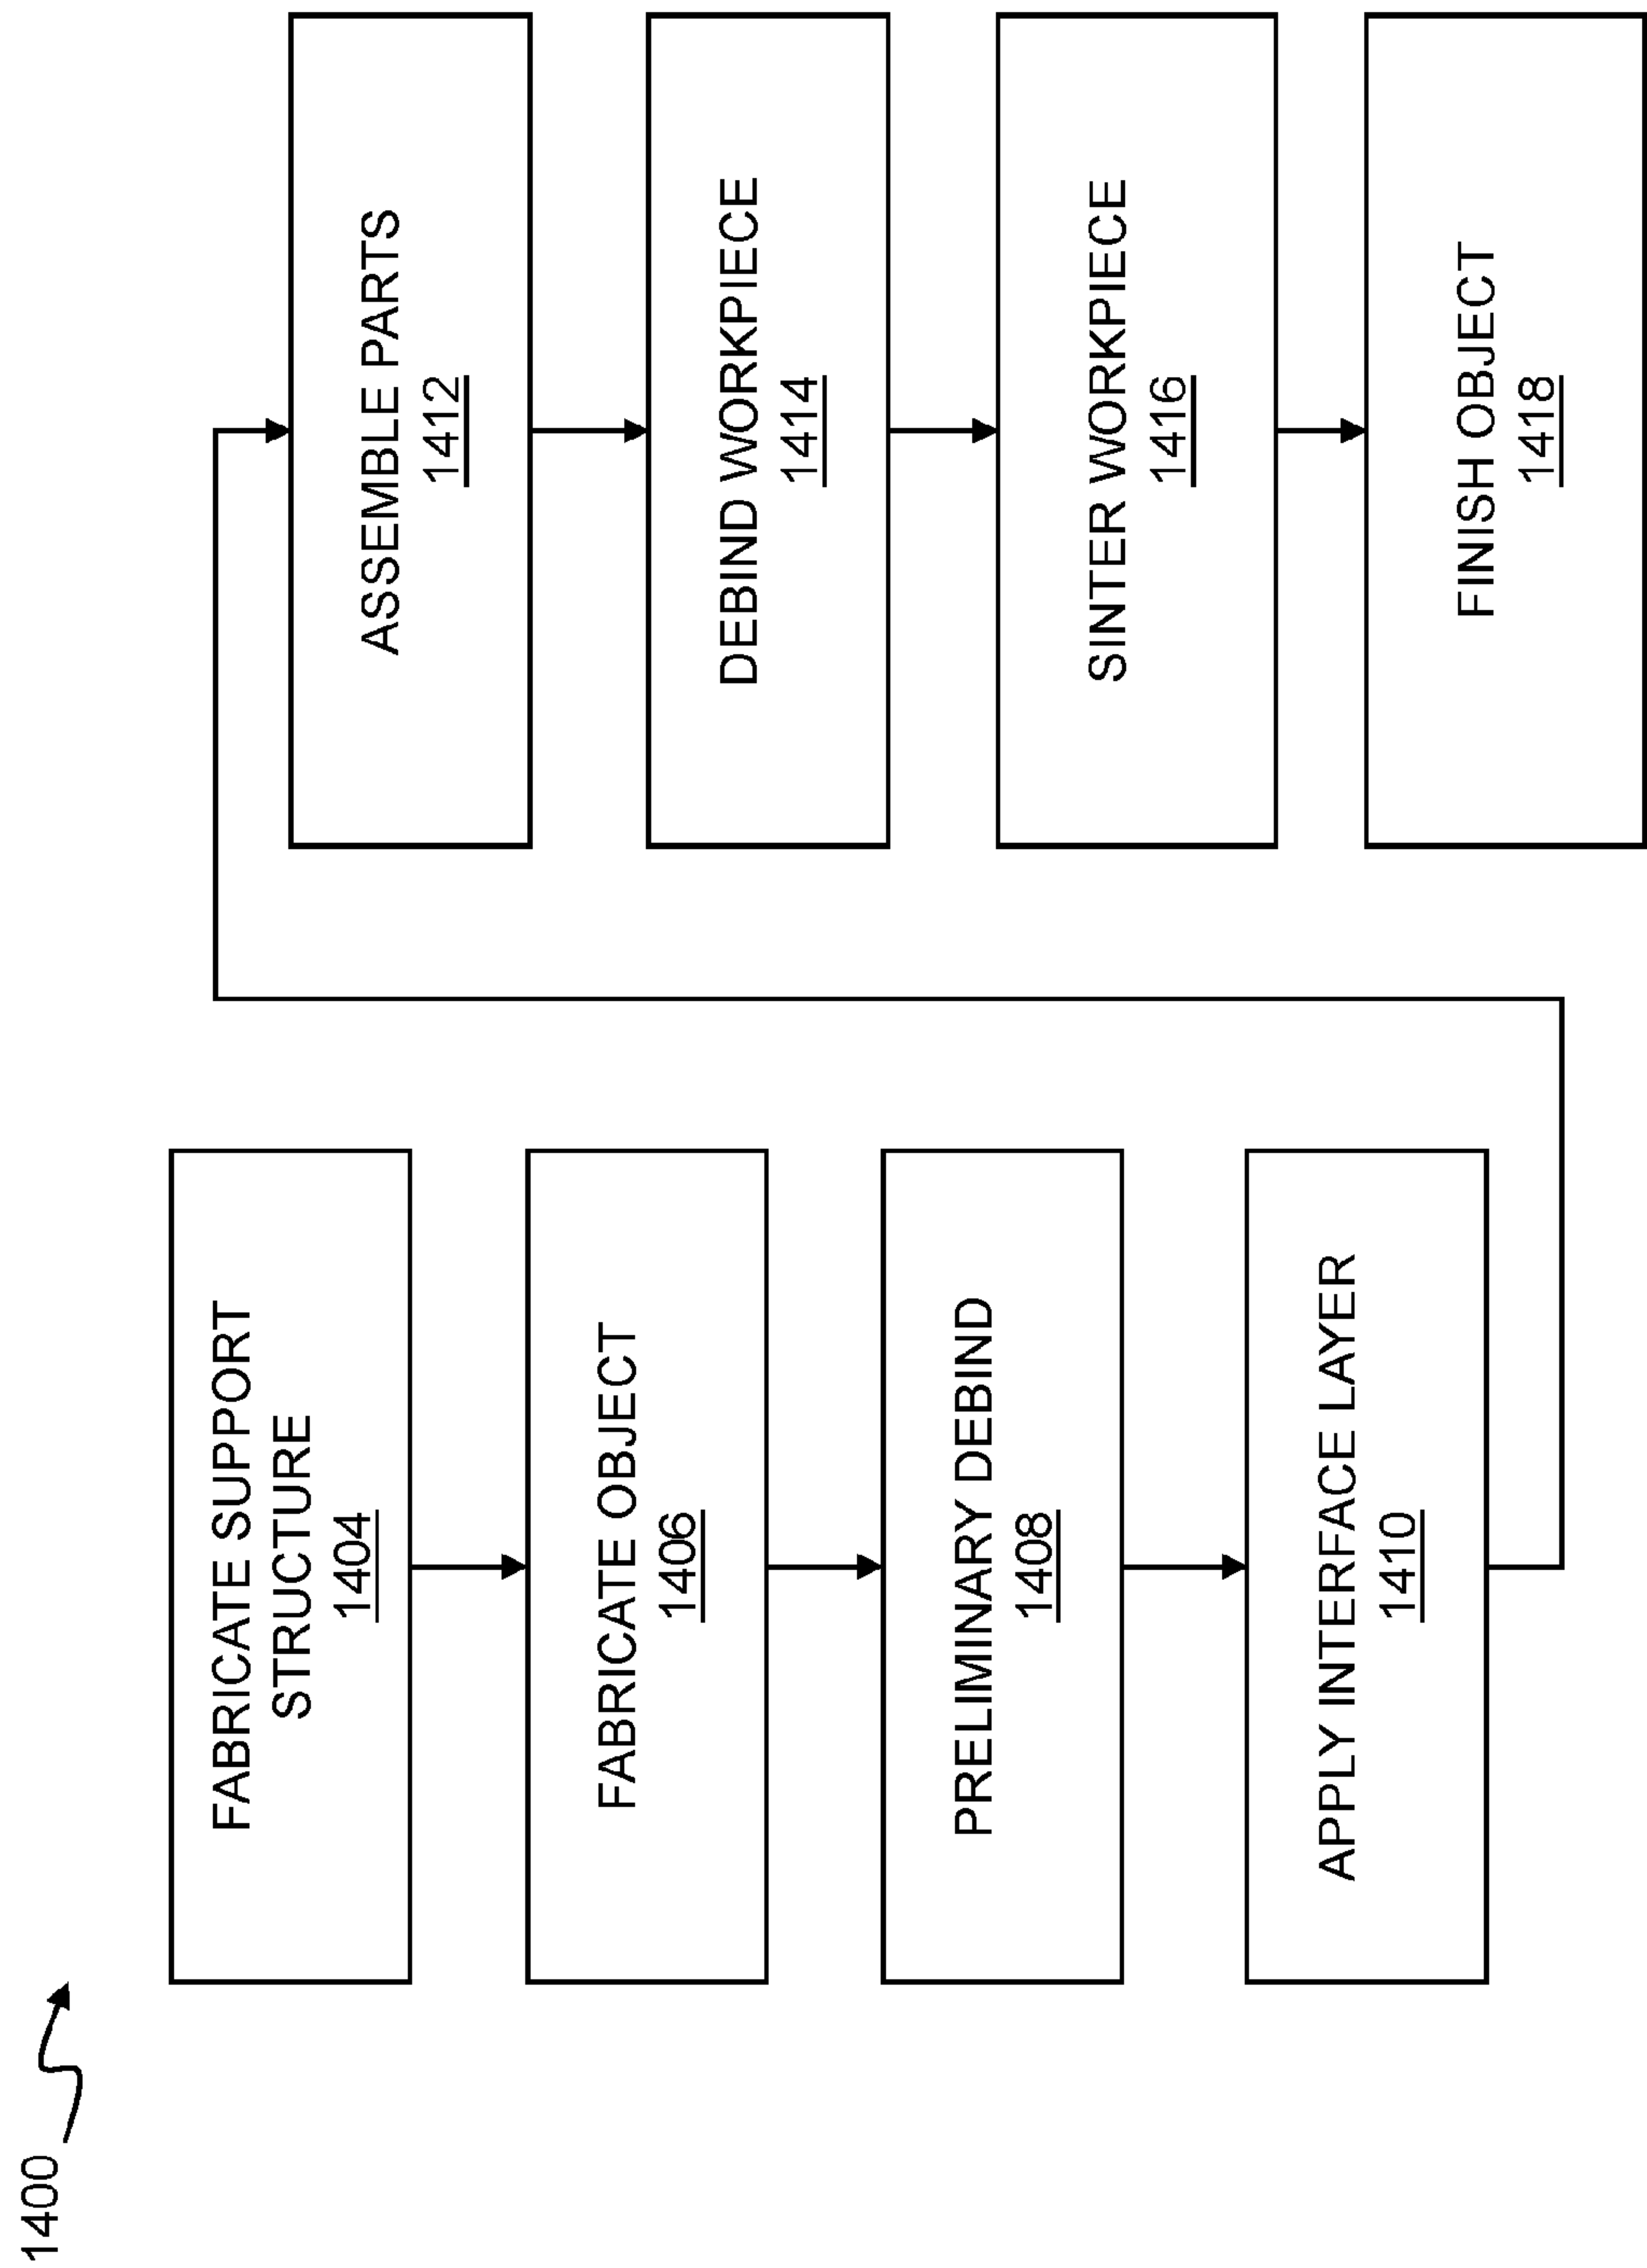 1400
FABRICATE SUPPORT
STRUCTURE
1404
FABRICATE OBJECT
1406
PRELIMINARY DEBIND
1408
APPLY INTERFACE LAYER
1410
ASSEMBLE PARTS
1412
DEBIND WORKPIECE
1414
SINTER WORKPIECE
1416
FINISH OBJECT
1418